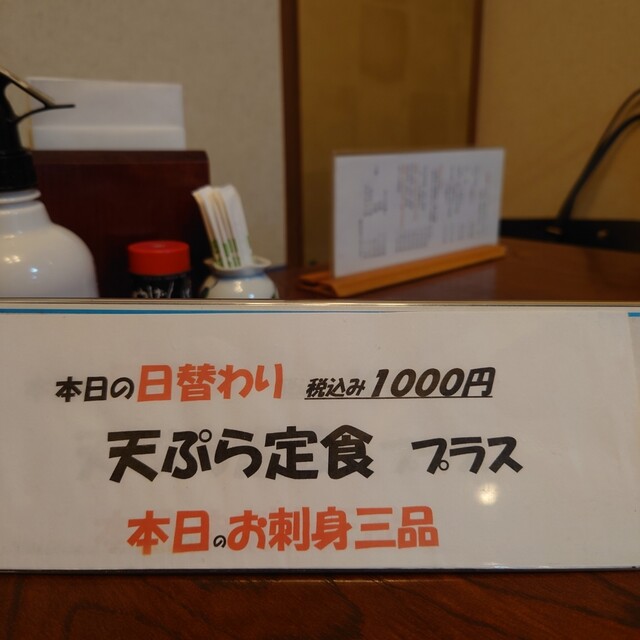 本日の日替わり 税込み1000円
天ぷら定食 プラス
本日のお刺身三品